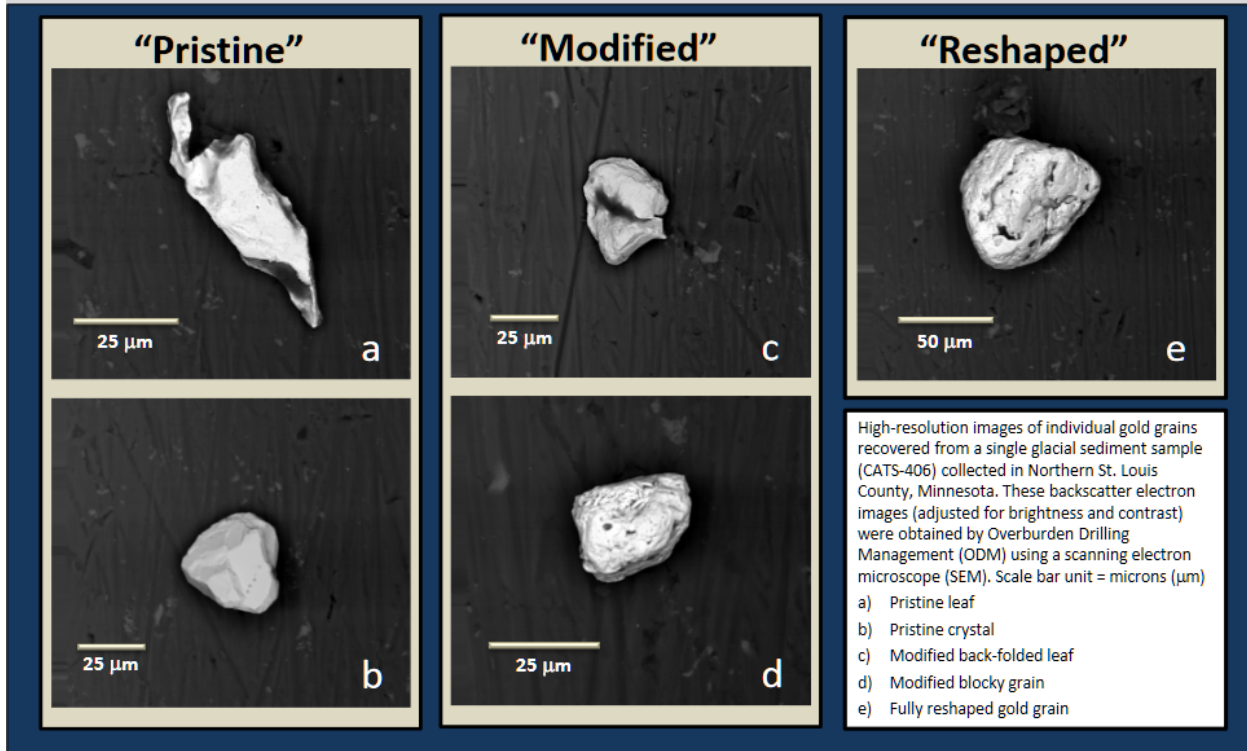 "Pristine"
25 µm
a
25 µm
b
"Modified"
25 µm
c
25 µm
d
"Reshaped"
50 µm
e
High-resolution images of individual gold grains
recovered from a single glacial sediment sample
(CATS-406) collected in Northern St. Louis
County, Minnesota. These backscatter electron
images (adjusted for brightness and contrast)
were obtained by Overburden Drilling
Management (ODM) using a scanning electron
microscope (SEM). Scale bar unit = microns (µm)
a) Pristine leaf
b) Pristine crystal
c) Modified back-folded leaf
d) Modified blocky grain
e) Fully reshaped gold grain